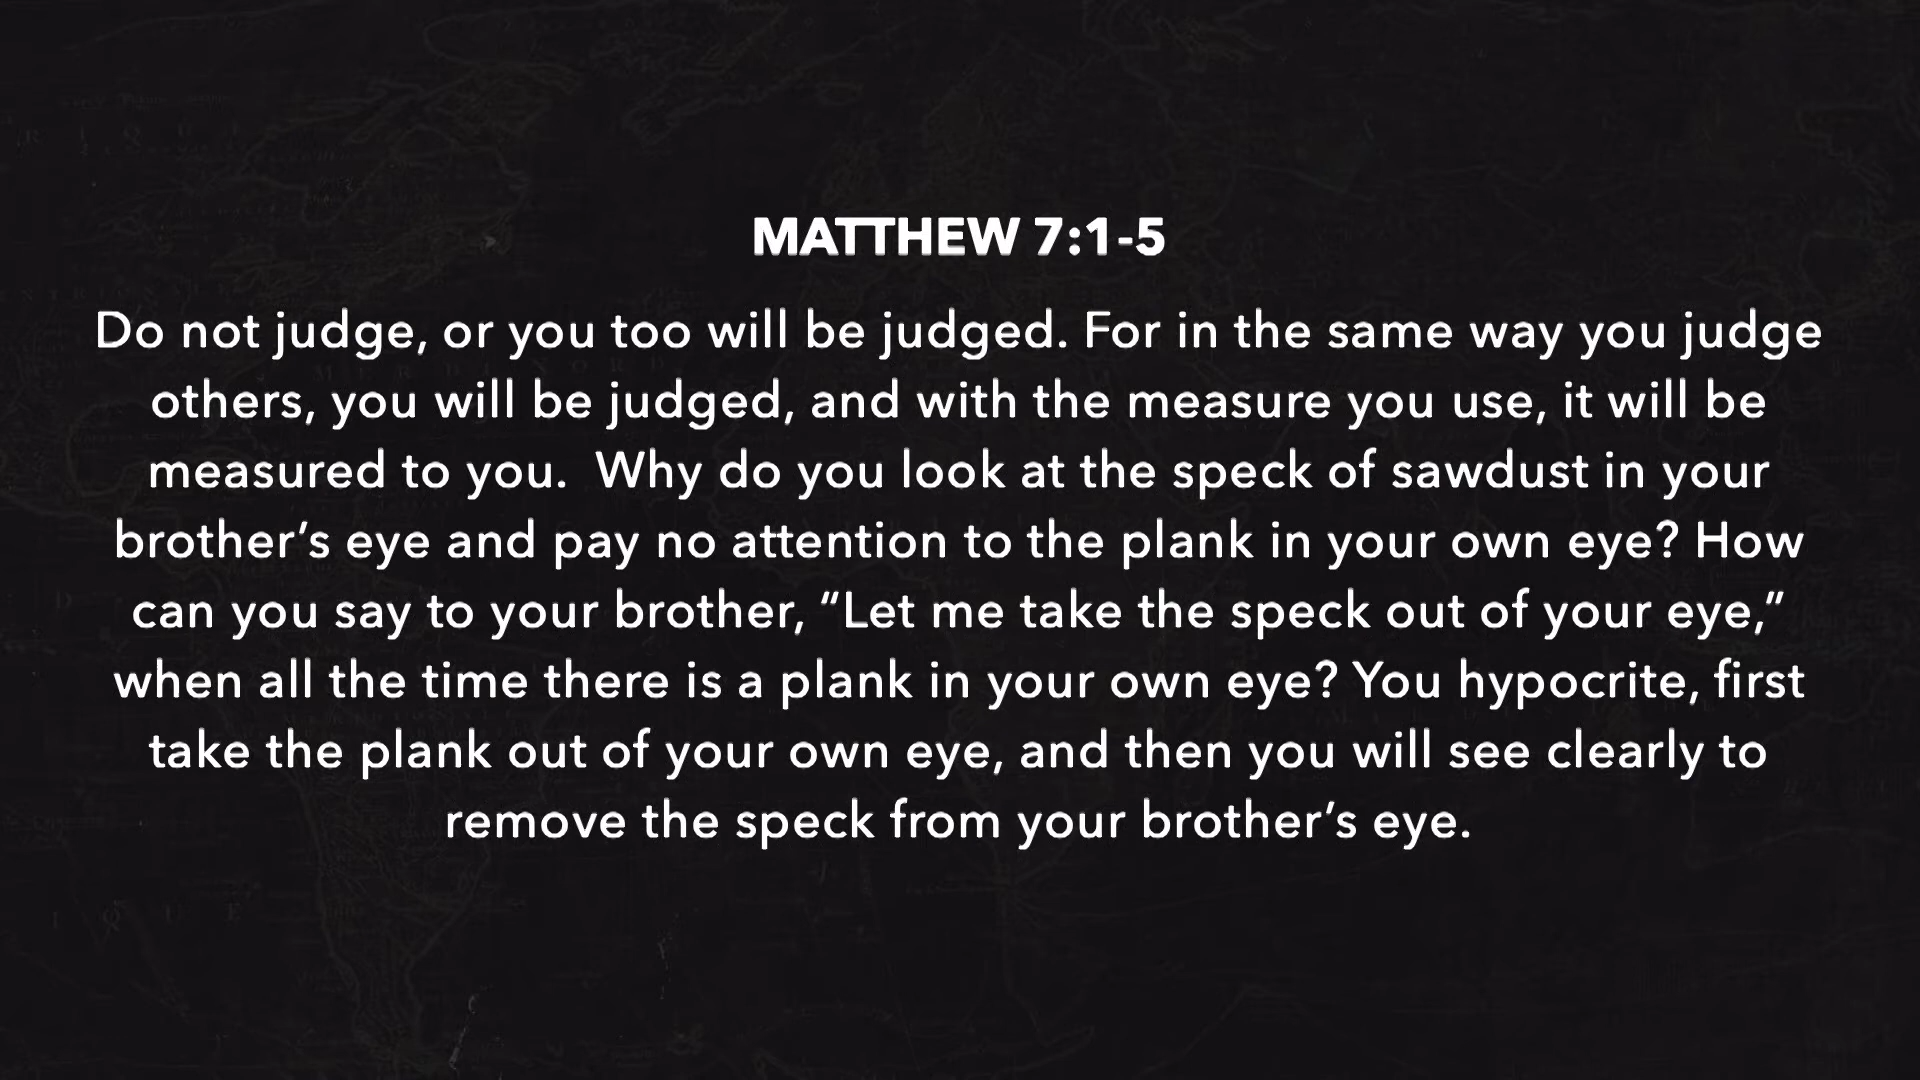 MATTHEW 7:1-5
Do not judge, or you too will be judged. For in the same way you judge
others, you will be judged, and with the measure you use, it will be
measured to you.  Why do you look at the speck of sawdust in your
brother’s eye and pay no attention to the plank in your own eye? How
can you say to your brother, “Let me take the speck out of your eye,”
when all the time there is a plank in your own eye? You hypocrite, first
take the plank out of your own eye, and then you will see clearly to
remove the speck from your brother’s eye.